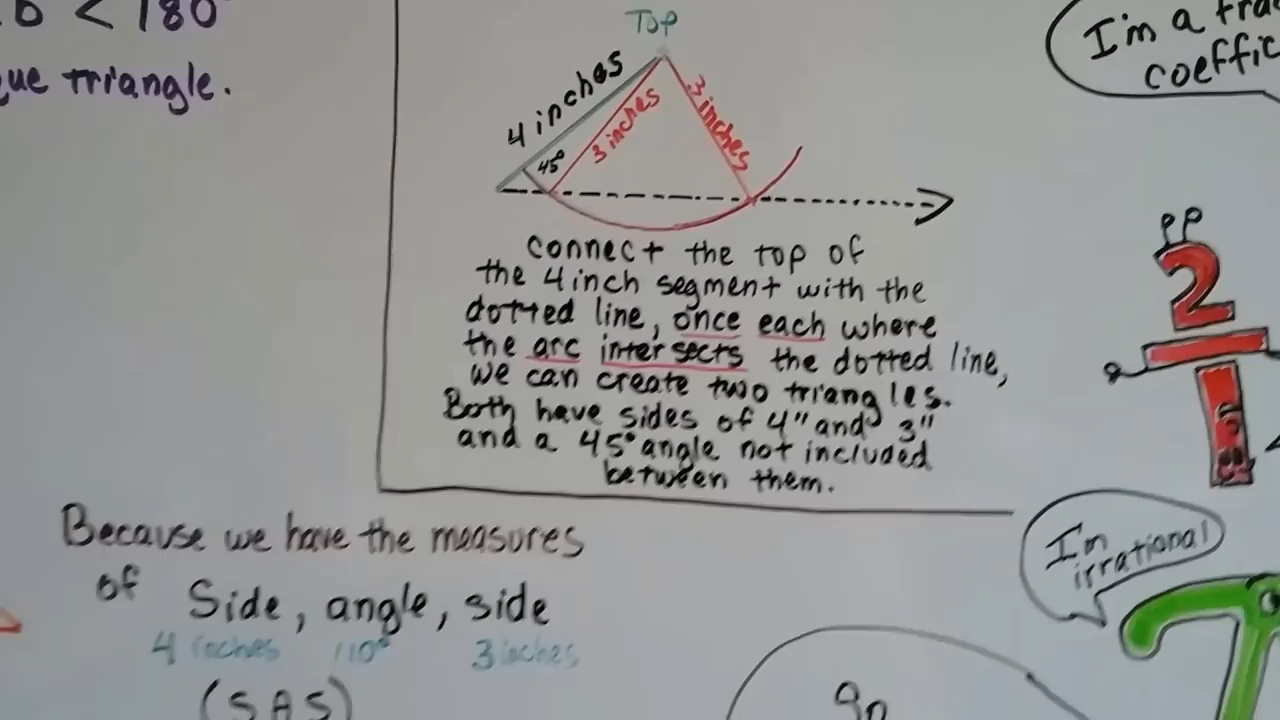 < 180
triangle.
Top
4 inches
45°
3 inches
3 inches
connect the top of
the 4 inch segment with the
dotted line, once each where
the arc intersects the dotted line,
we can create two triangles.
Both have sides of 4" and 3"
and a 45° angle not included
between them.
Because we have the measures
of Side, angle, side
4 inches 110° 3 inches
(SAS)
I'm a
2
I'm
irrational